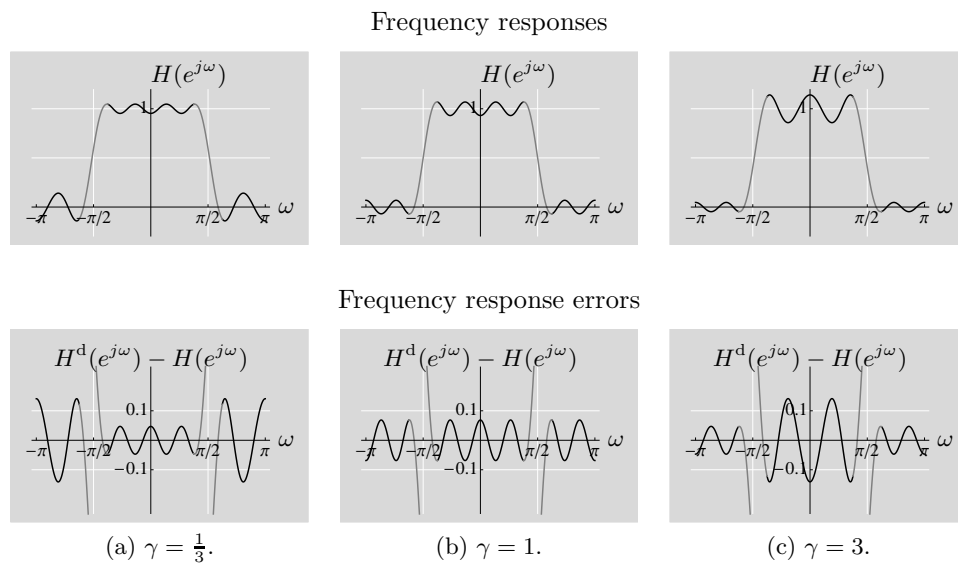 Frequency responses
H(e^{jω}) H(e^{jω}) H(e^{jω})
1 1 1
−π −π/2 π/2 π ω −π −π/2 π/2 π ω −π −π/2 π/2 π ω
Frequency response errors
H^d(e^{jω}) − H(e^{jω}) H^d(e^{jω}) − H(e^{jω}) H^d(e^{jω}) − H(e^{jω})
0.1 0.1 0.1
−π −π/2 π/2 π ω −π −π/2 π/2 π ω −π −π/2 π/2 π ω
−0.1 −0.1 −0.1
(a) γ = 1/3. (b) γ = 1. (c) γ = 3.